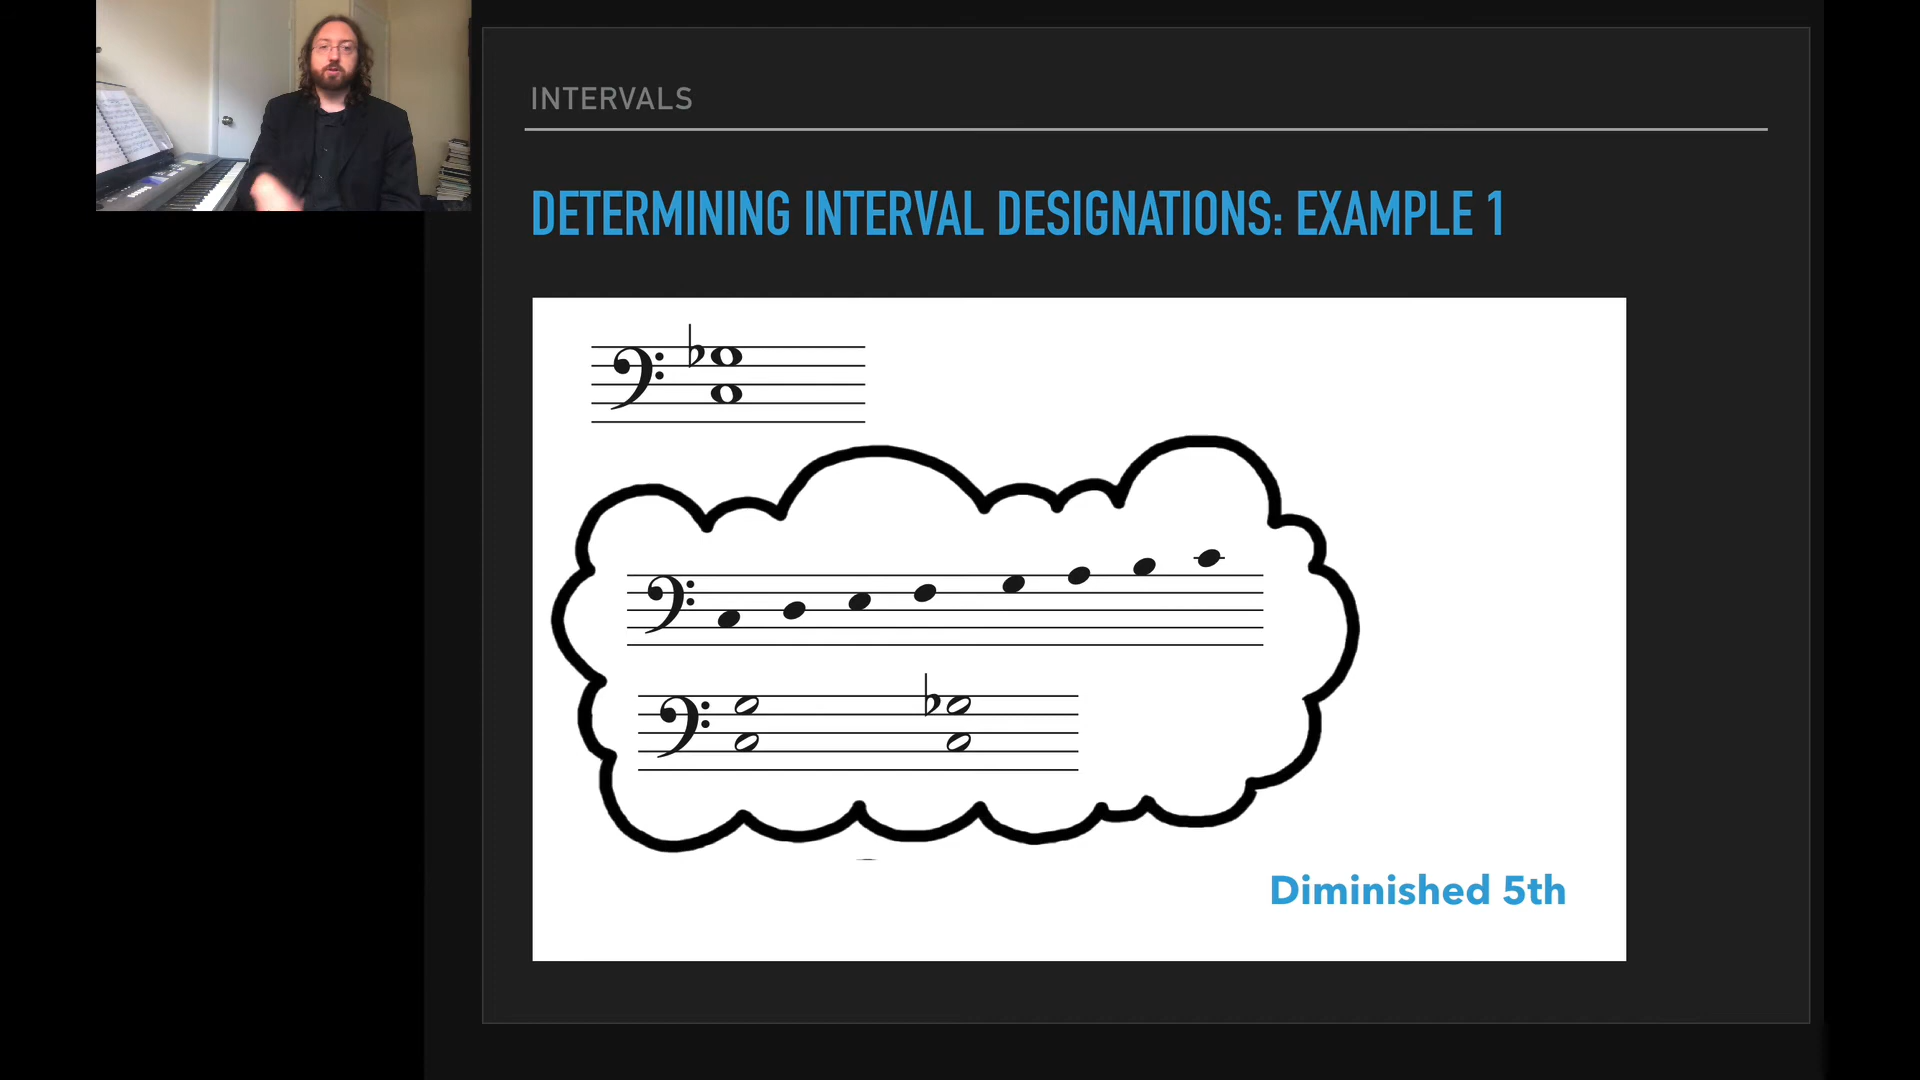 INTERVALS
DETERMINING INTERVAL DESIGNATIONS: EXAMPLE 1
Diminished 5th